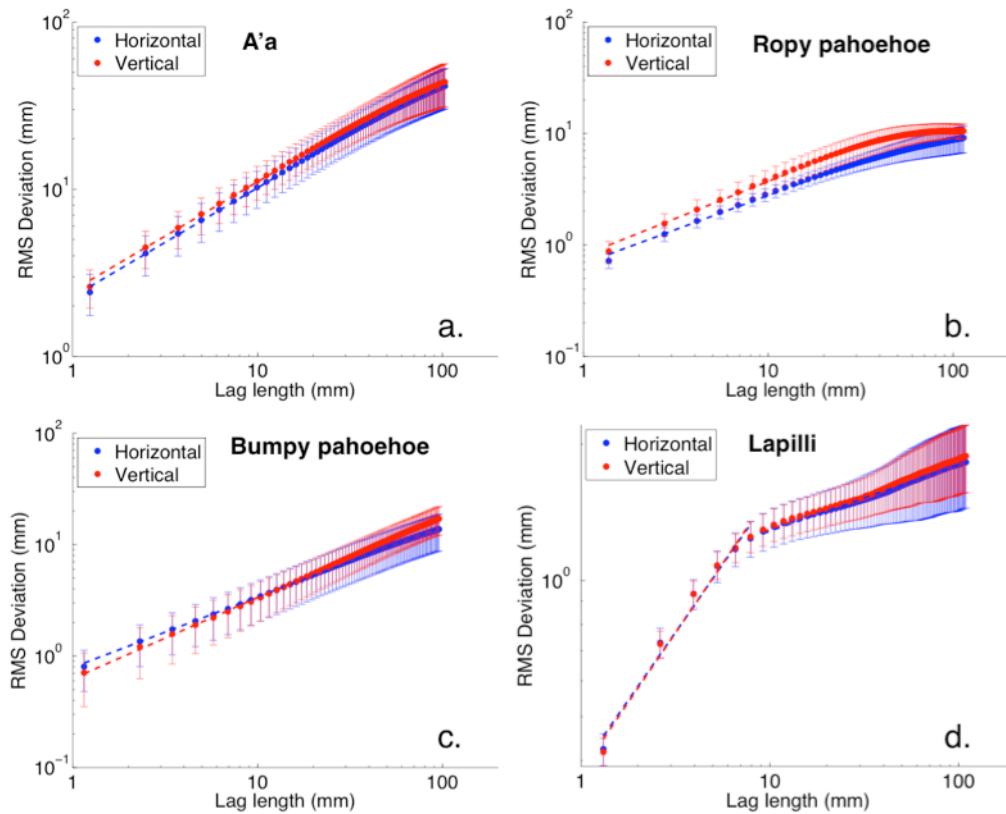 A'a
Horizontal
Vertical
10²
10¹
10⁰
RMS Deviation (mm)
1
10
100
Lag length (mm)
a.
Ropy pahoehoe
Horizontal
Vertical
10²
10¹
10⁰
10⁻¹
RMS Deviation (mm)
1
10
100
Lag length (mm)
b.
Bumpy pahoehoe
Horizontal
Vertical
10²
10¹
10⁰
10⁻¹
RMS Deviation (mm)
1
10
100
Lag length (mm)
c.
Lapilli
Horizontal
Vertical
10⁰
RMS Deviation (mm)
1
10
100
Lag length (mm)
d.